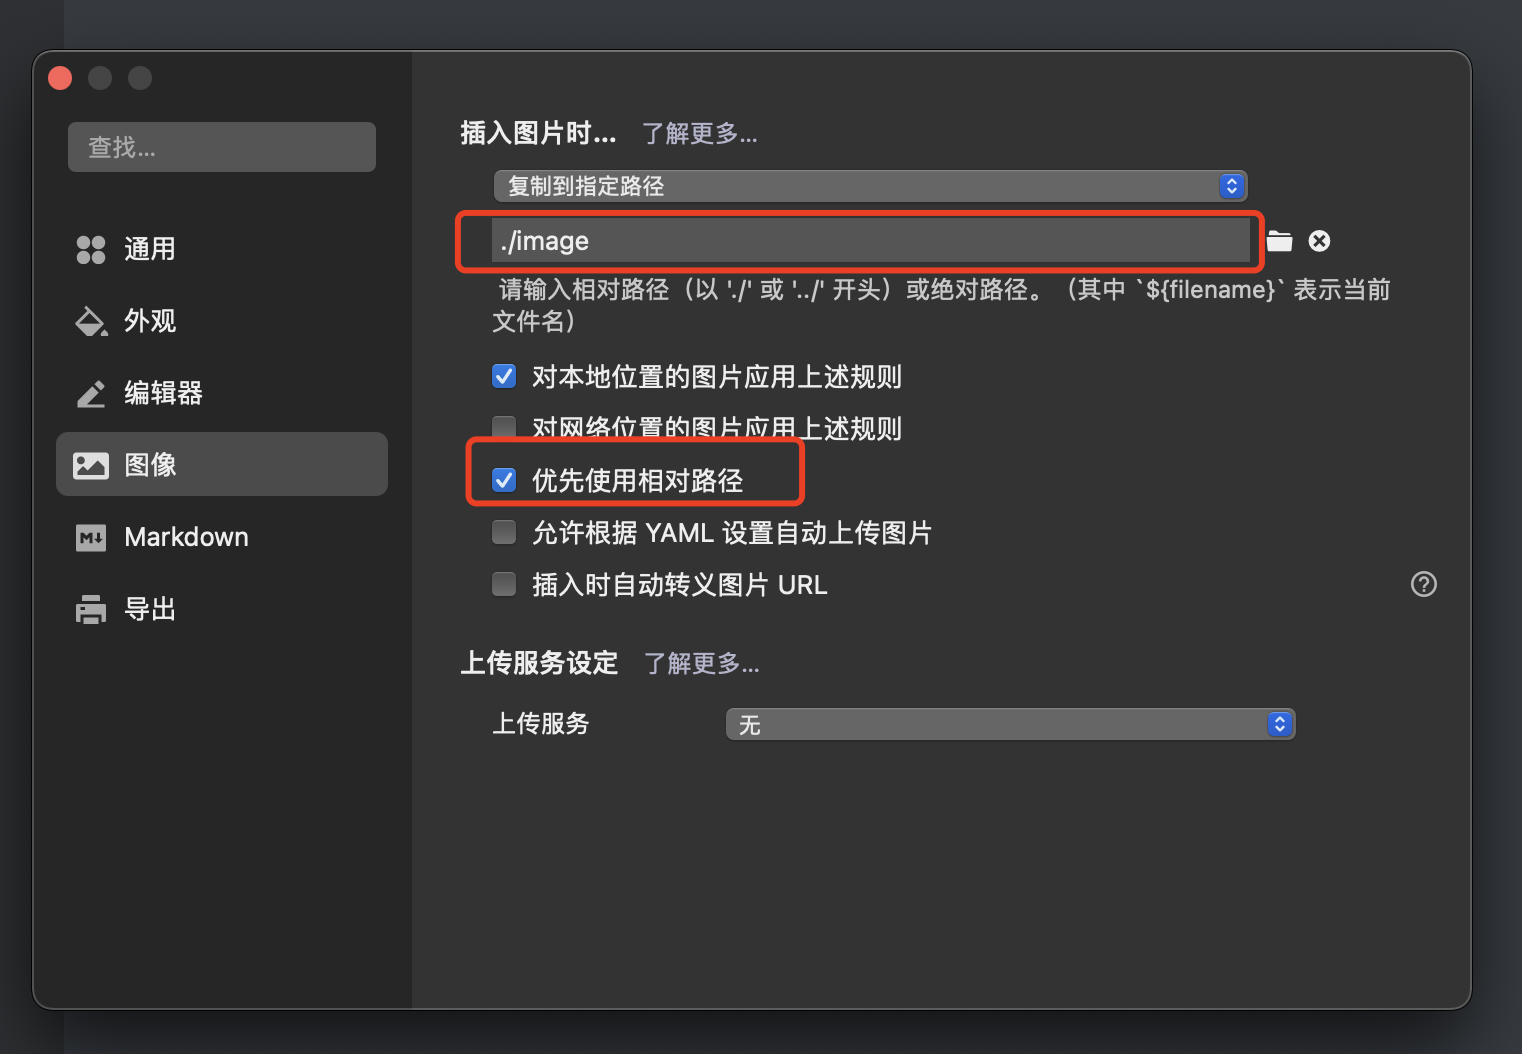 查找...
通用
外观
编辑器
图像
Markdown
导出
插入图片时... 了解更多...
复制到指定路径
./image
请输入相对路径（以 './' 或 '../' 开头）或绝对路径。（其中 `${filename}` 表示当前
文件名）
对本地位置的图片应用上述规则
对网络位置的图片应用上述规则
优先使用相对路径
允许根据 YAML 设置自动上传图片
插入时自动转义图片 URL
上传服务设定 了解更多...
上传服务 无